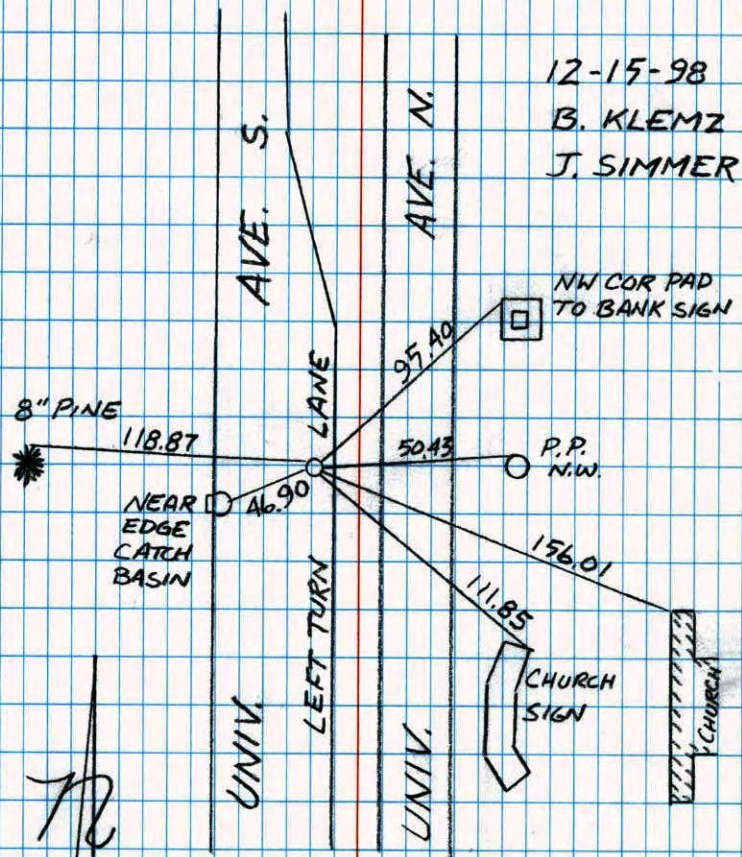 12-15-98
B. KLEMZ
J. SIMMER
AVE. S.
AVE. N.
NW COR PAD
TO BANK SIGN
95.40
8" PINE
118.87
LANE
50.43
P.P.
N.W.
NEAR
EDGE
CATCH
BASIN
46.90
156.01
111.85
LEFT TURN
CHURCH
SIGN
CHURCH
UNIV.
UNIV.
N